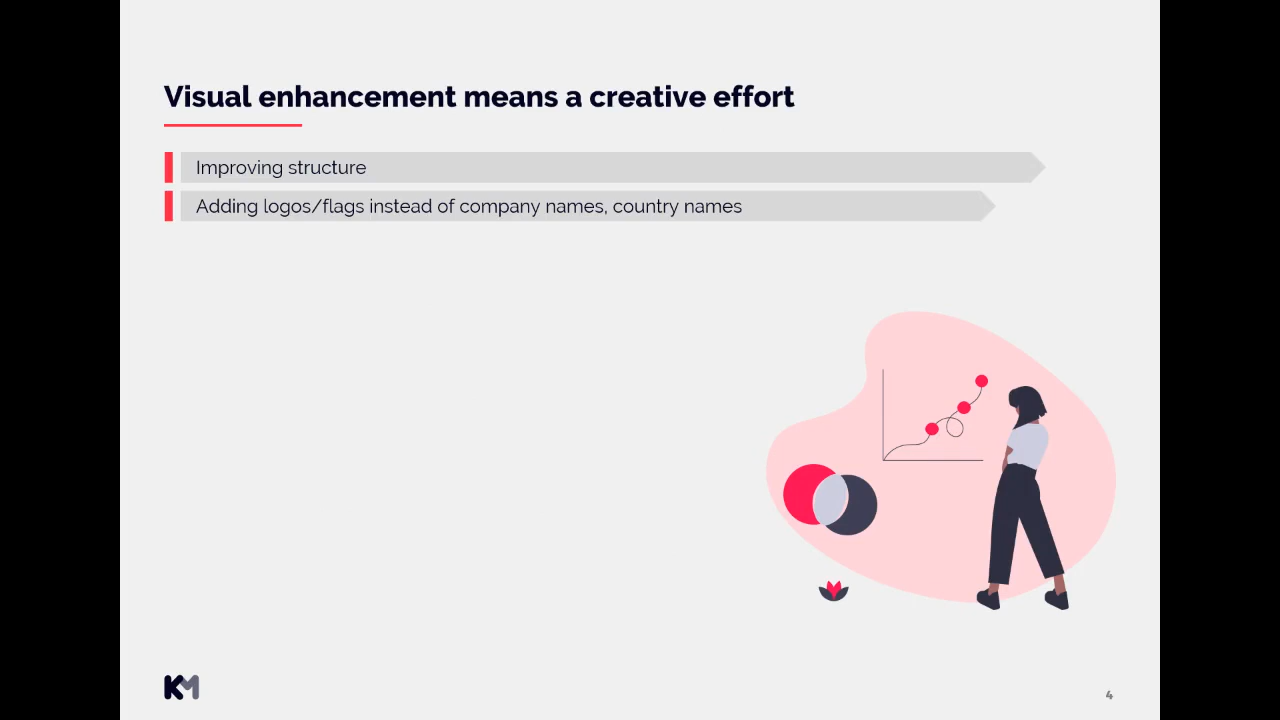 Visual enhancement means a creative effort
Improving structure
Adding logos/flags instead of company names, country names
KM
4